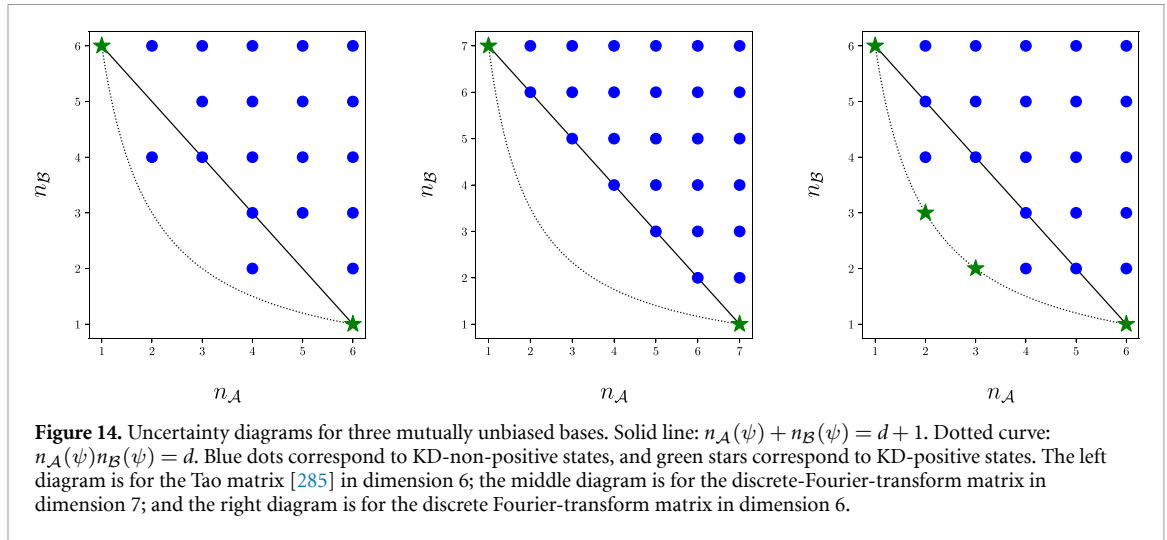 6
5
4
3
2
1
n_B
1 2 3 4 5 6
n_A
7
6
5
4
3
2
1
n_B
1 2 3 4 5 6 7
n_A
6
5
4
3
2
1
n_B
1 2 3 4 5 6
n_A
Figure 14. Uncertainty diagrams for three mutually unbiased bases. Solid line: n_A(ψ) + n_B(ψ) = d + 1. Dotted curve:
n_A(ψ)n_B(ψ) = d. Blue dots correspond to KD-non-positive states, and green stars correspond to KD-positive states. The left
diagram is for the Tao matrix [285] in dimension 6; the middle diagram is for the discrete-Fourier-transform matrix in
dimension 7; and the right diagram is for the discrete Fourier-transform matrix in dimension 6.